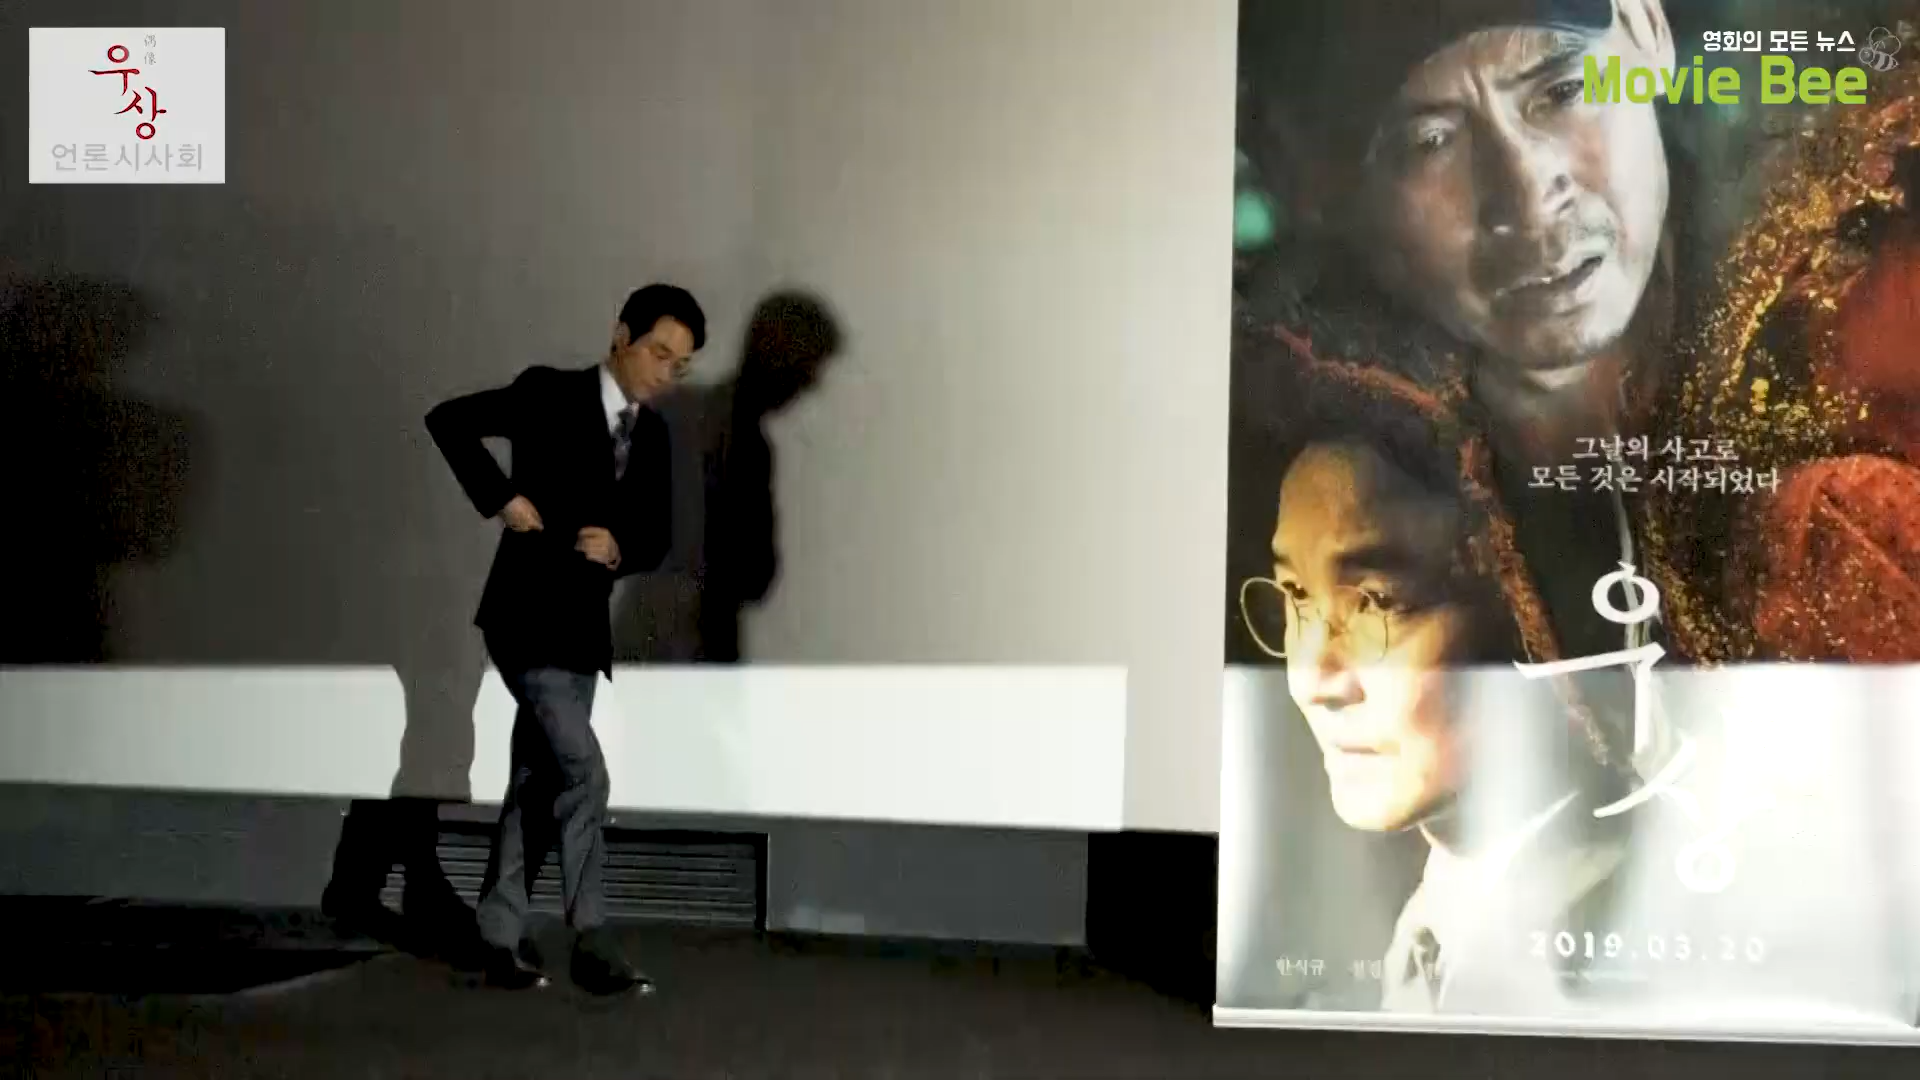 偶像
우상
언론시사회
영화의 모든 뉴스
Movie Bee
그날의 사고로
모든 것은 시작되었다
우상
2019.03.20
한석규